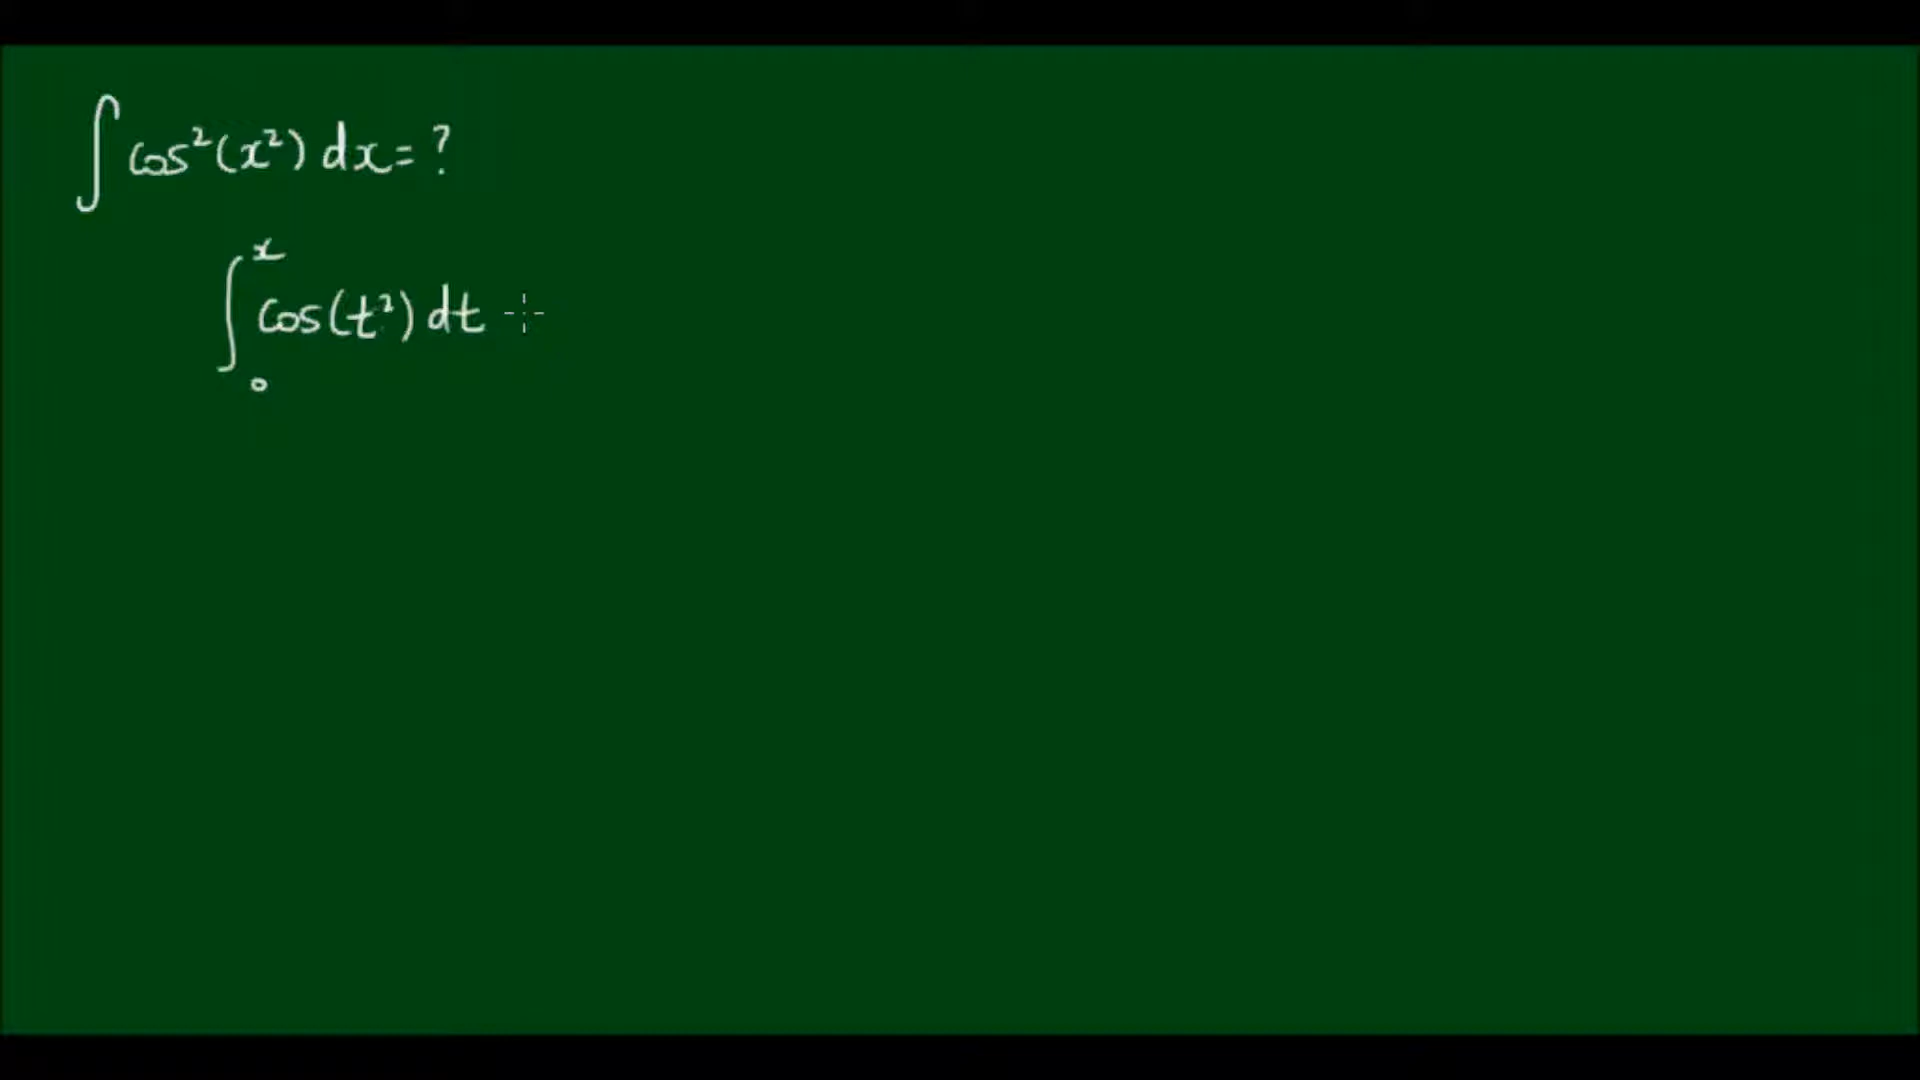 ∫ cos²(x²) dx = ?
∫₀ˣ cos(t²) dt